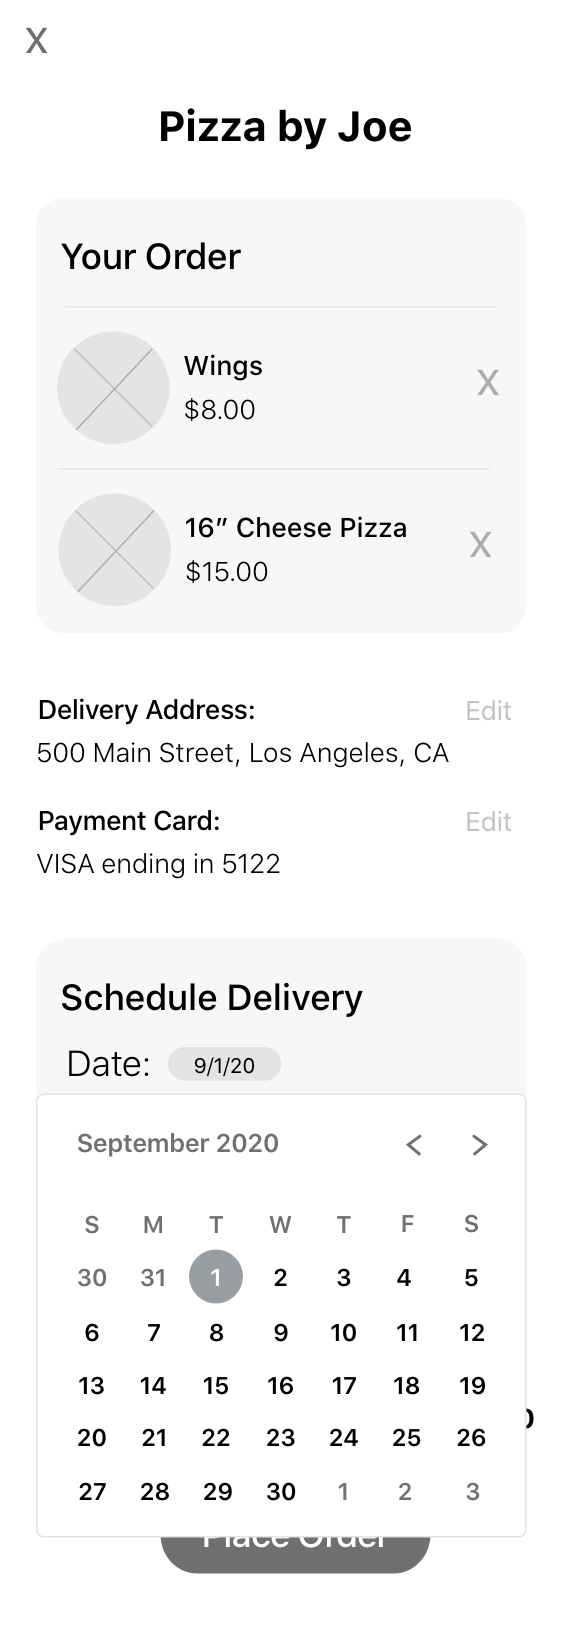 X
Pizza by Joe
Your Order
Wings
$8.00
X
16” Cheese Pizza
$15.00
X
Delivery Address:
Edit
500 Main Street, Los Angeles, CA
Payment Card:
Edit
VISA ending in 5122
Schedule Delivery
Date: 9/1/20
September 2020 < >
S M T W T F S
30 31 1 2 3 4 5
6 7 8 9 10 11 12
13 14 15 16 17 18 19
20 21 22 23 24 25 26
27 28 29 30 1 2 3
Place Order